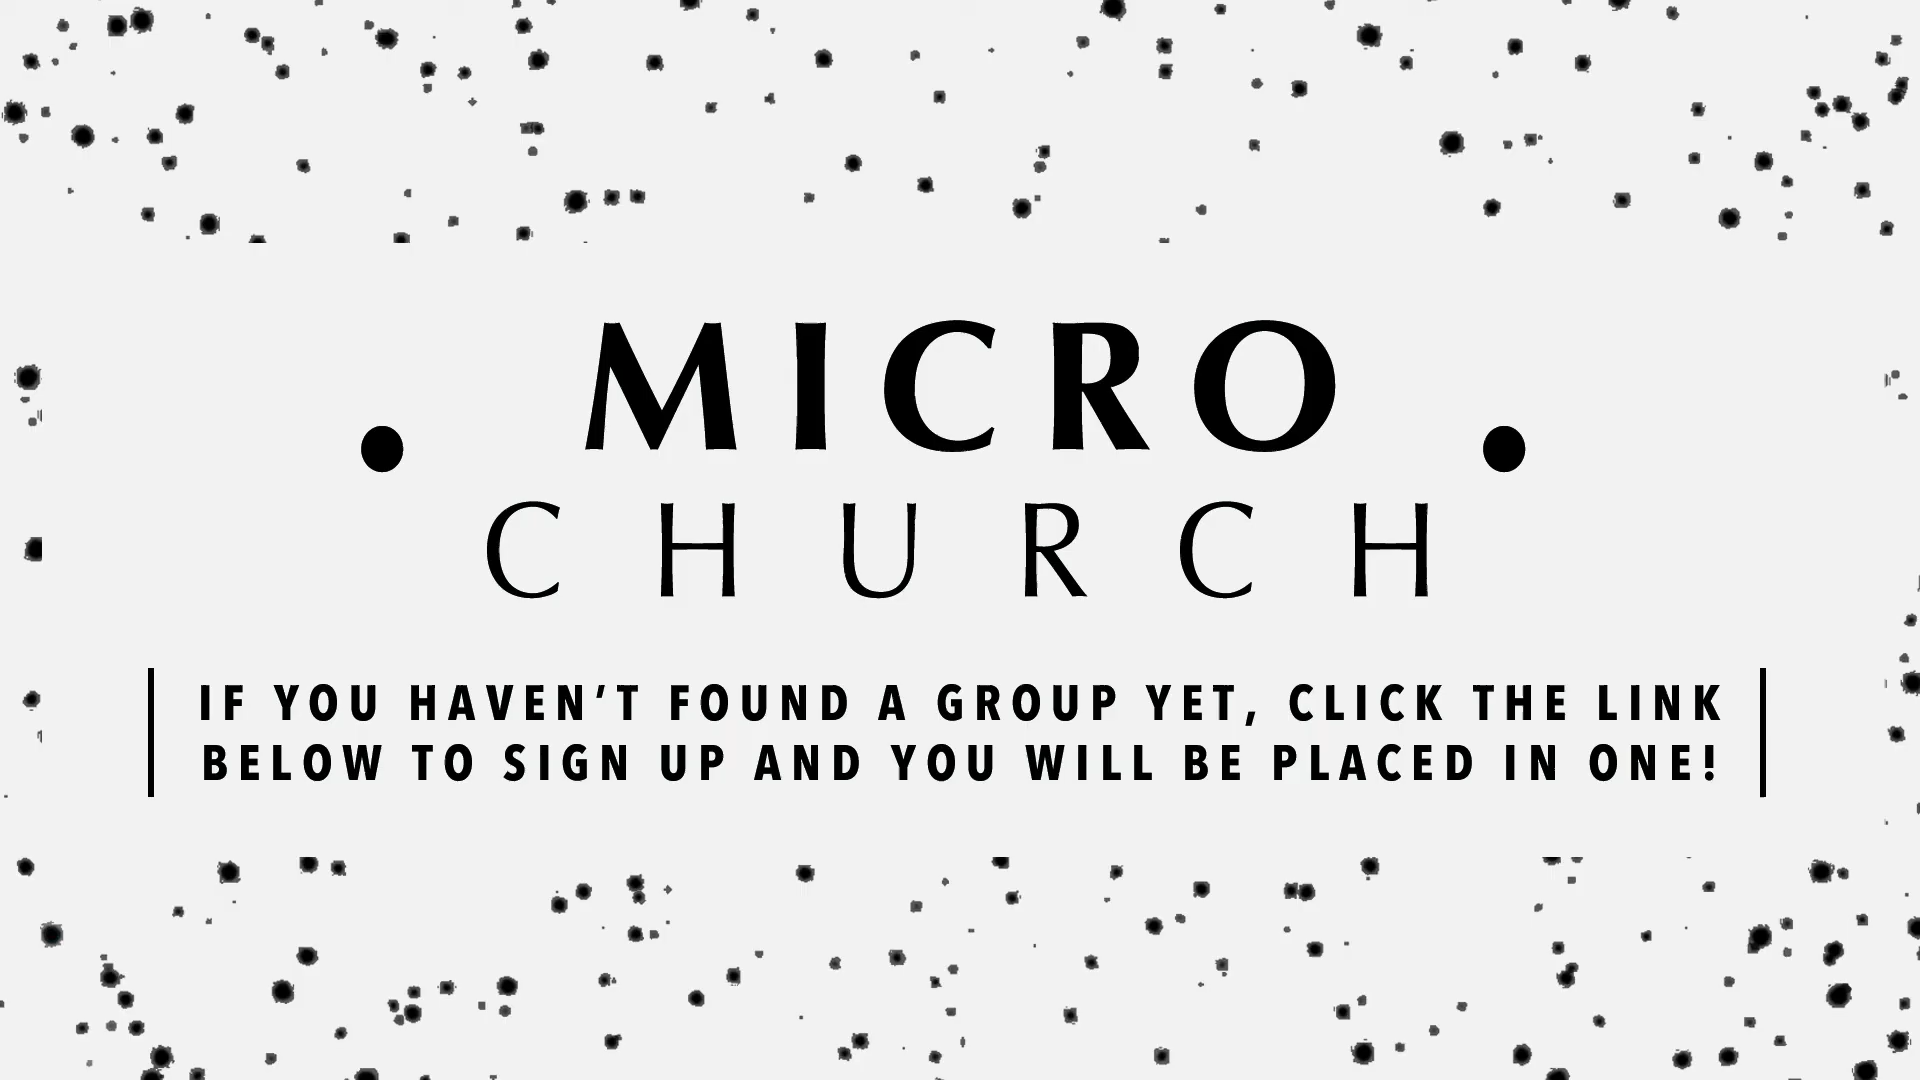 MICRO
CHURCH
IF YOU HAVEN’T FOUND A GROUP YET, CLICK THE LINK
BELOW TO SIGN UP AND YOU WILL BE PLACED IN ONE!